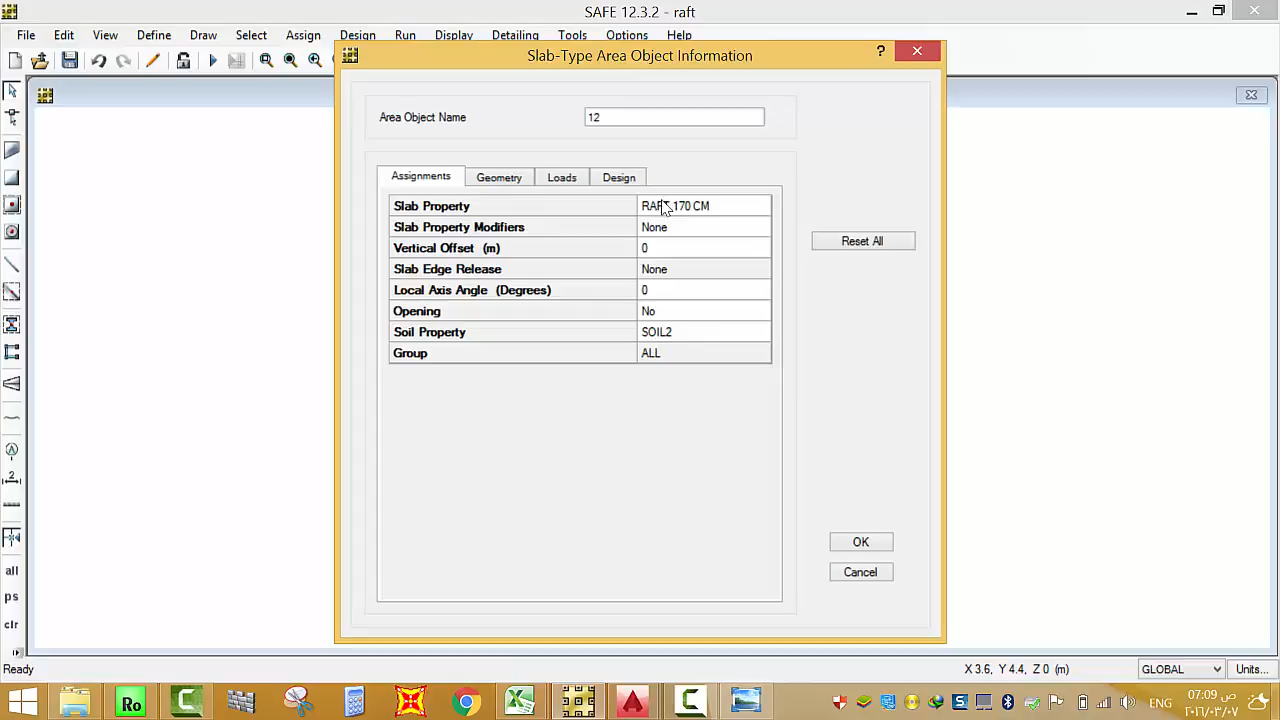 SAFE 12.3.2 - raft
File Edit View Define Draw Select Assign Design Run Display Detailing Tools Options Help
Slab-Type Area Object Information
?
Area Object Name 12
Assignments Geometry Loads Design
Slab Property RAFT 170 CM
Slab Property Modifiers None
Vertical Offset (m) 0
Slab Edge Release None
Local Axis Angle (Degrees) 0
Opening No
Soil Property SOIL2
Group ALL
Reset All
OK
Cancel
all
ps
clr
Ready
X 3.6, Y 4.4, Z 0 (m)
GLOBAL
Units...
Ro
ENG
07:09 ص
٢٠١٦/٠٣/٠٧